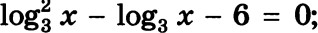 log₃² x − log₃ x − 6 = 0;